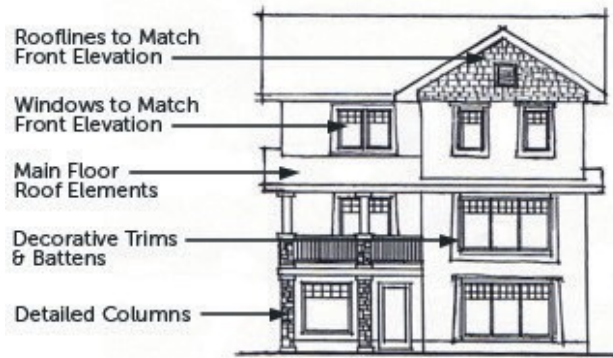 Rooflines to Match
Front Elevation
Windows to Match
Front Elevation
Main Floor
Roof Elements
Decorative Trims
& Battens
Detailed Columns